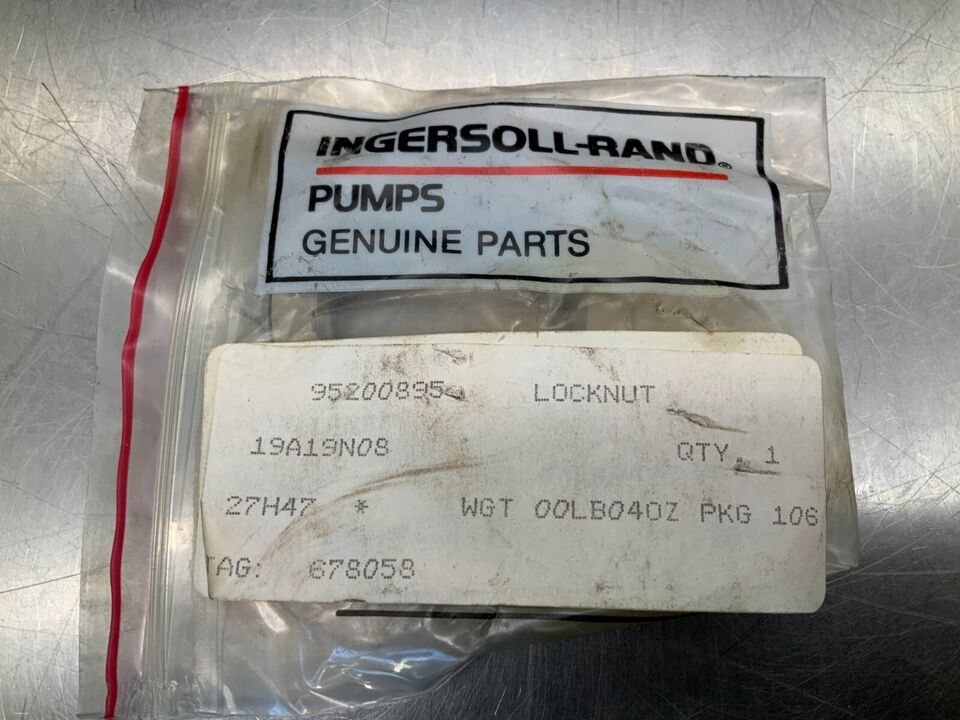 INGERSOLL-RAND®
PUMPS
GENUINE PARTS
95200895 LOCKNUT
19A19N08 QTY. 1
27H47 * WGT 00LB04OZ PKG 106
TAG: 678058